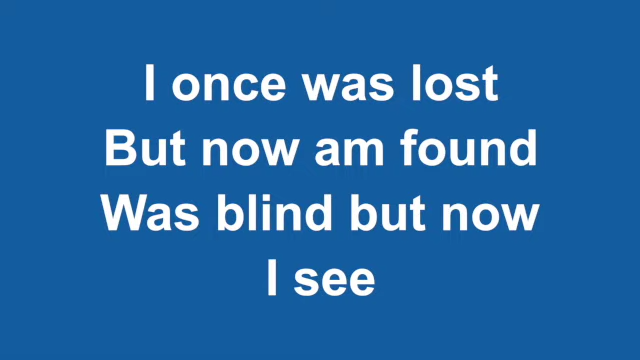 I once was lost
But now am found
Was blind but now
I see